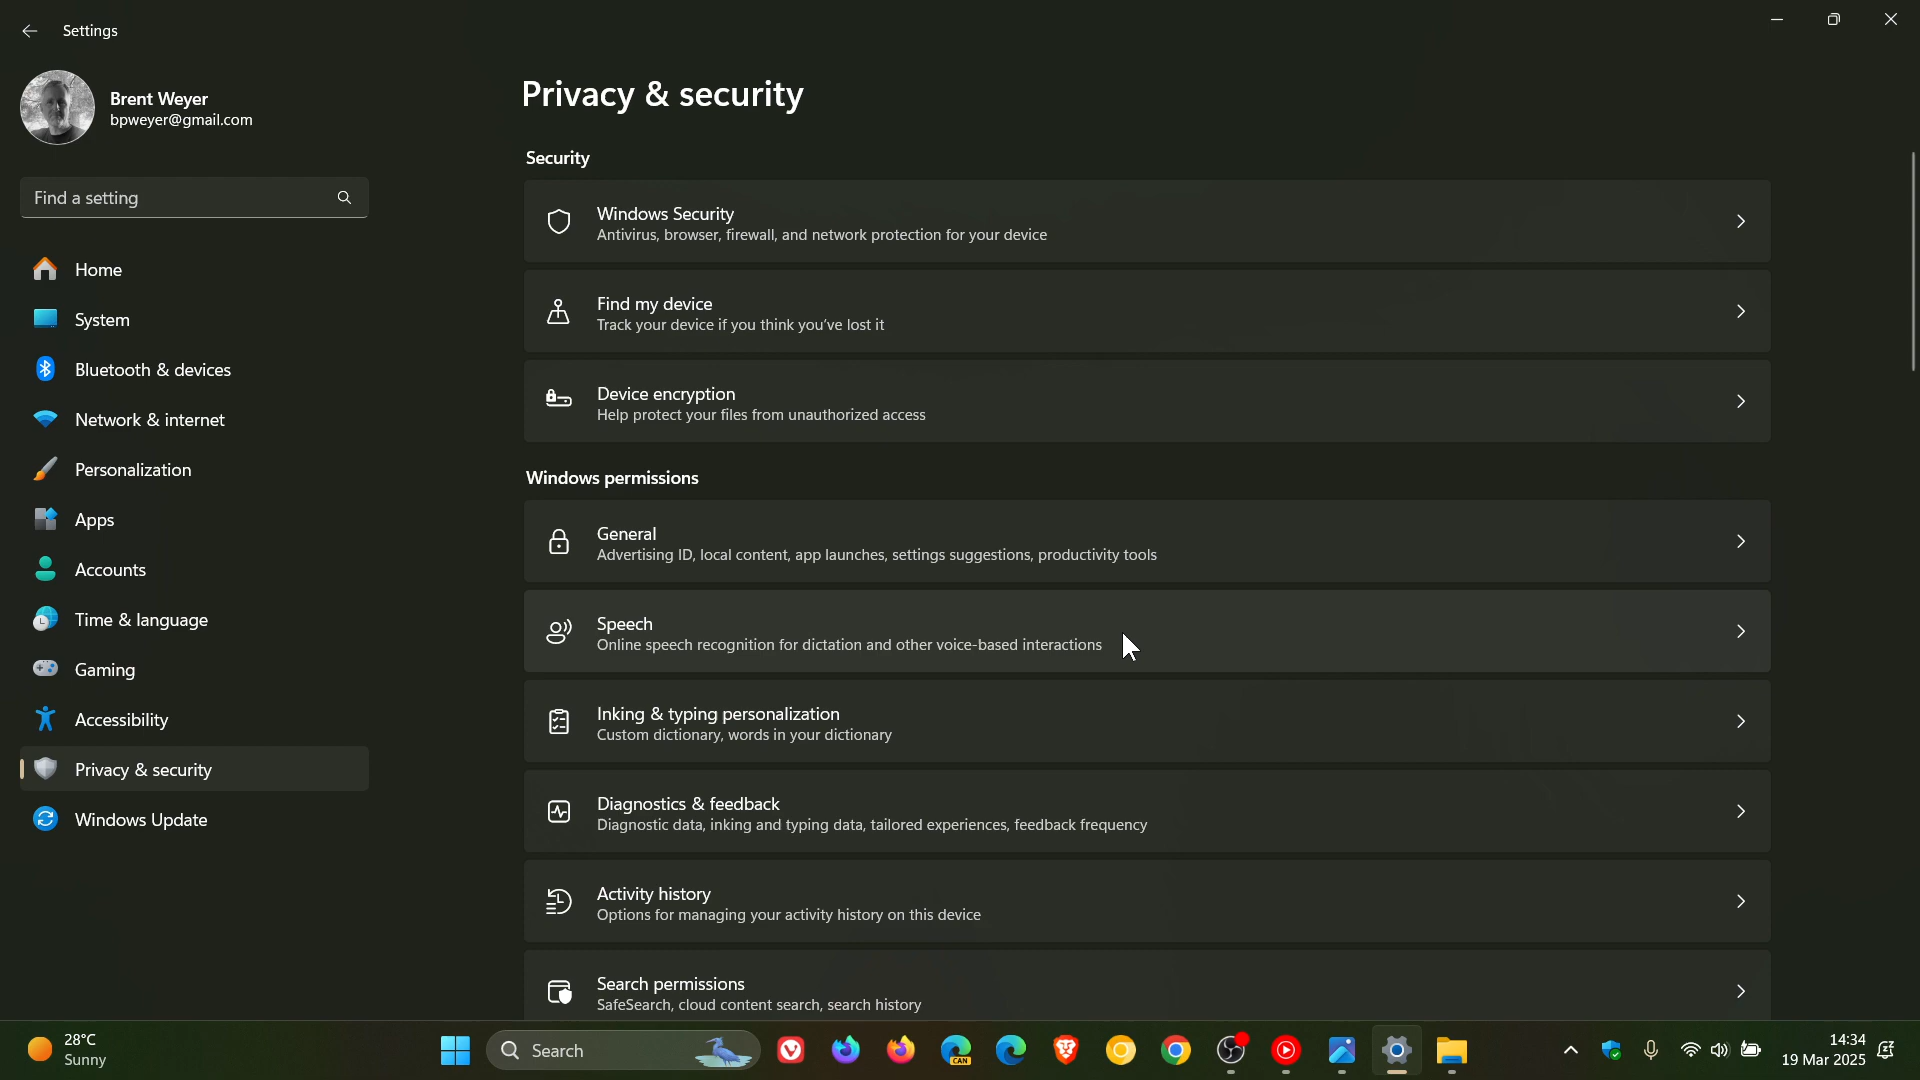 Settings
Brent Weyer
bpweyer@gmail.com
Find a setting
Home
System
Bluetooth & devices
Network & internet
Personalization
Apps
Accounts
Time & language
Gaming
Accessibility
Privacy & security
Windows Update
Privacy & security
Security
Windows Security
Antivirus, browser, firewall, and network protection for your device
Find my device
Track your device if you think you've lost it
Device encryption
Help protect your files from unauthorized access
Windows permissions
General
Advertising ID, local content, app launches, settings suggestions, productivity tools
Speech
Online speech recognition for dictation and other voice-based interactions
Inking & typing personalization
Custom dictionary, words in your dictionary
Diagnostics & feedback
Diagnostic data, inking and typing data, tailored experiences, feedback frequency
Activity history
Options for managing your activity history on this device
Search permissions
SafeSearch, cloud content search, search history
28°C
Sunny
Search
CAN
14:34
19 Mar 2025